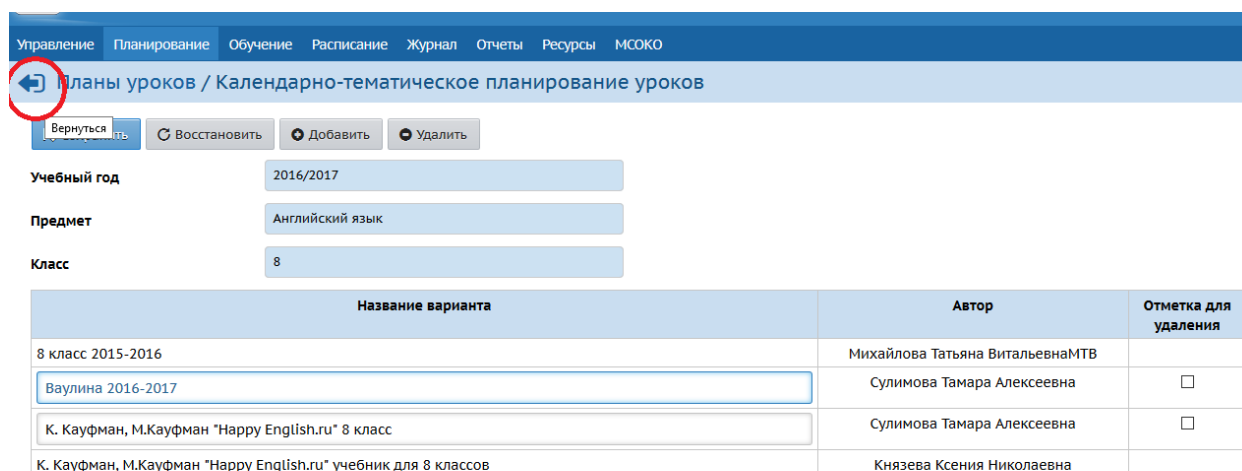 Управление Планирование Обучение Расписание Журнал Отчеты Ресурсы МСОКО
Планы уроков / Календарно-тематическое планирование уроков
Вернуться
Восстановить Добавить Удалить
Учебный год 2016/2017
Предмет Английский язык
Класс 8
Название варианта Автор Отметка для
удаления
8 класс 2015-2016 Михайлова Татьяна ВитальевнаМТВ
Ваулина 2016-2017 Сулимова Тамара Алексеевна
К. Кауфман, М.Кауфман "Happy English.ru" 8 класс Сулимова Тамара Алексеевна
К. Кауфман, М.Кауфман "Happy English.ru" учебник для 8 классов Князева Ксения Николаевна